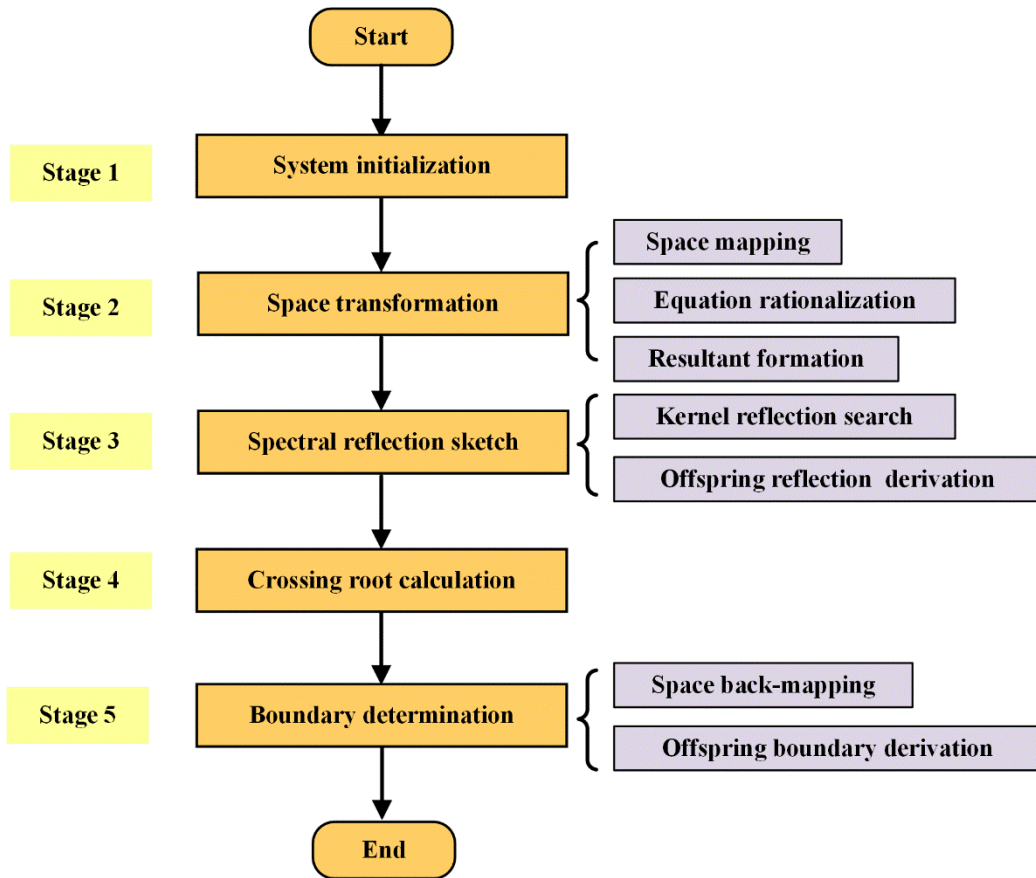 Start
Stage 1
System initialization
Stage 2
Space transformation
Space mapping
Equation rationalization
Resultant formation
Stage 3
Spectral reflection sketch
Kernel reflection search
Offspring reflection derivation
Stage 4
Crossing root calculation
Stage 5
Boundary determination
Space back-mapping
Offspring boundary derivation
End